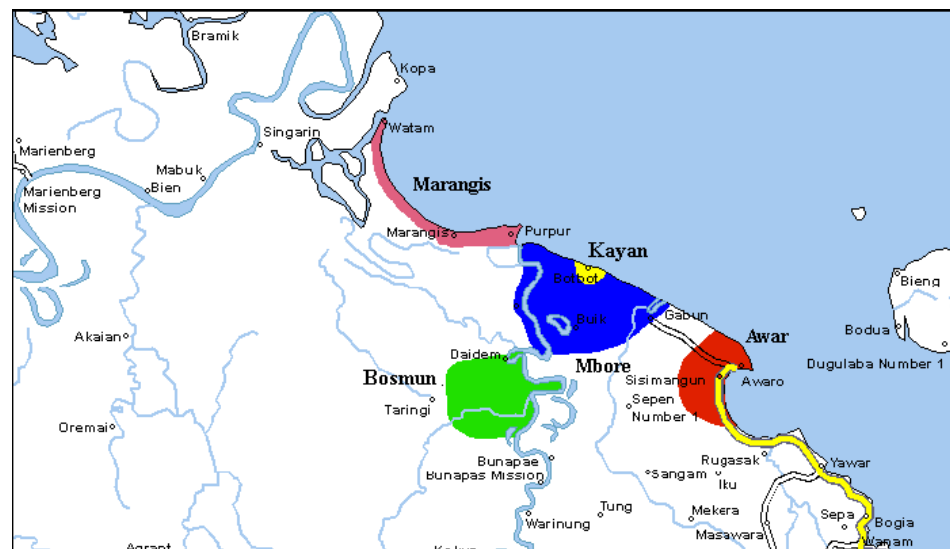 Bramik
Kopa
Watam
Singarin
Marienberg
Mabuk
Bien
Marienberg
Mission
Marangis
Marangis
Purpur
Kayan
Botbot
Bieng
Gabun
Buik
Bodua
Akaian
Awar
Daidem
Mbore
Dugulaba Number 1
Bosmun
Sisimangun
Awaro
Taringi
Sepen
Number 1
Oremai
Rugasak
Bunapae
Yawar
Bunapas Mission
Sangam
Iku
Tung
Mekera
Warinung
Sepa
Bogia
Masawara
Wanam